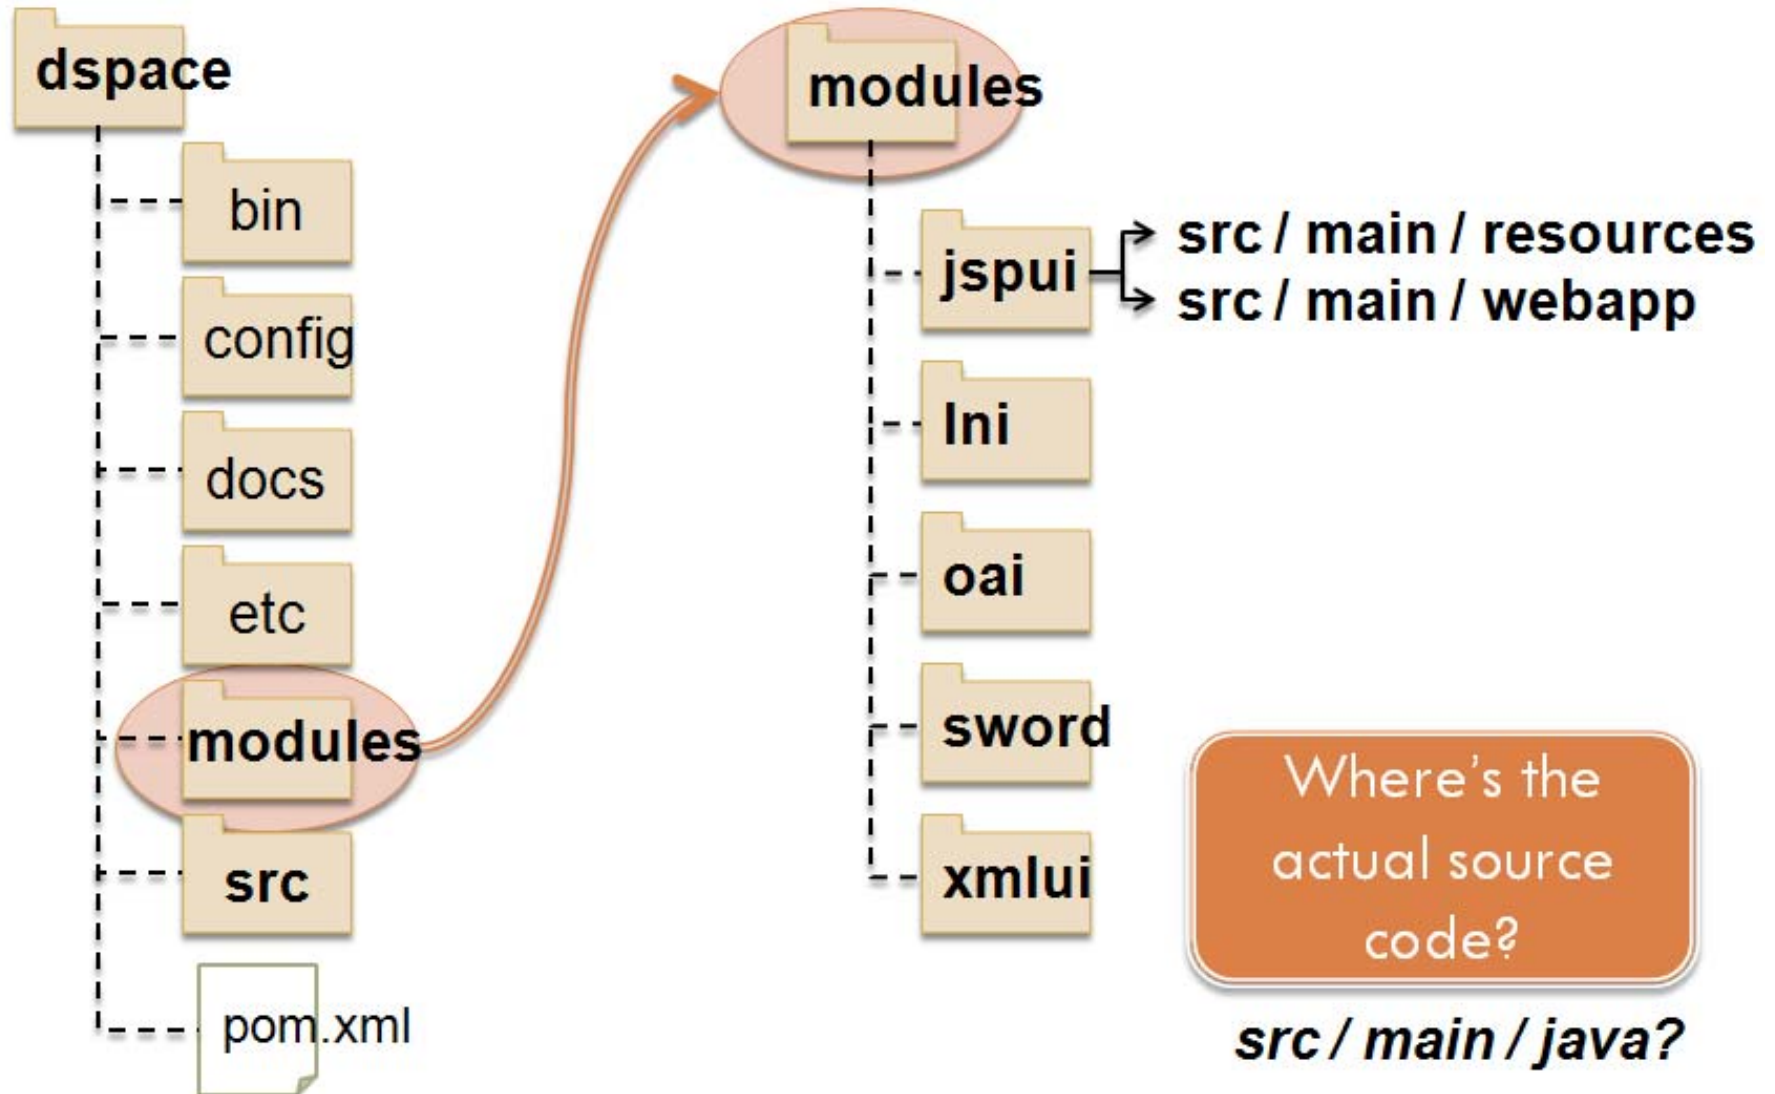 dspace
bin
config
docs
etc
modules
src
pom.xml
modules
jspui
src / main / resources
src / main / webapp
lni
oai
sword
xmlui
Where's the
actual source
code?
src / main / java?